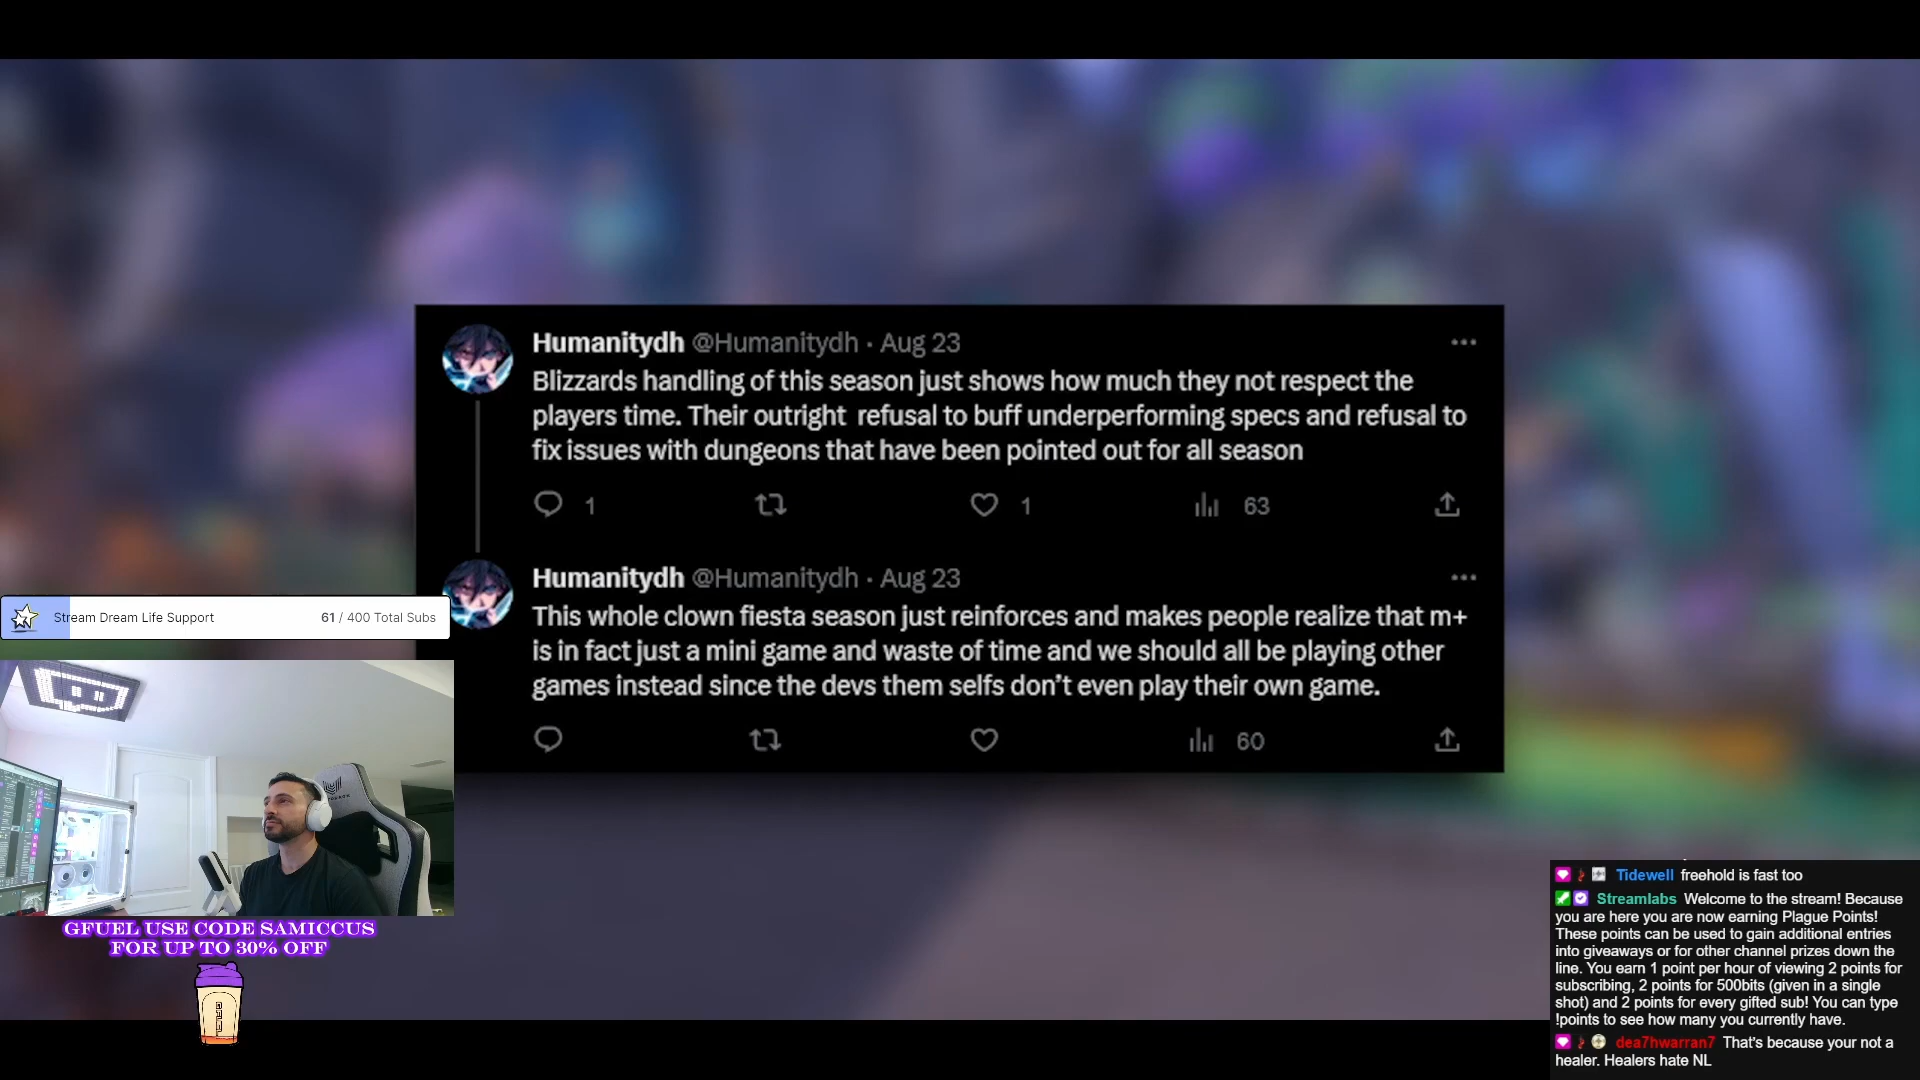 Humanitydh @Humanitydh · Aug 23
Blizzards handling of this season just shows how much they not respect the
players time. Their outright refusal to buff underperforming specs and refusal to
fix issues with dungeons that have been pointed out for all season
1
1
63
Humanitydh @Humanitydh · Aug 23
This whole clown fiesta season just reinforces and makes people realize that m+
is in fact just a mini game and waste of time and we should all be playing other
games instead since the devs them selfs don’t even play their own game.
60
Stream Dream Life Support 61 / 400 Total Subs
GFUEL USE CODE SAMICCUS
FOR UP TO 30% OFF
Tidewell freehold is fast too
Streamlabs Welcome to the stream! Because
you are here you are now earning Plague Points!
These points can be used to gain additional entries
into giveaways or for other channel prizes down the
line. You earn 1 point per hour of viewing 2 points for
subscribing, 2 points for 500bits (given in a single
shot) and 2 points for every gifted sub! You can type
!points to see how many you currently have.
dea7hwarran7 That's because your not a
healer. Healers hate NL